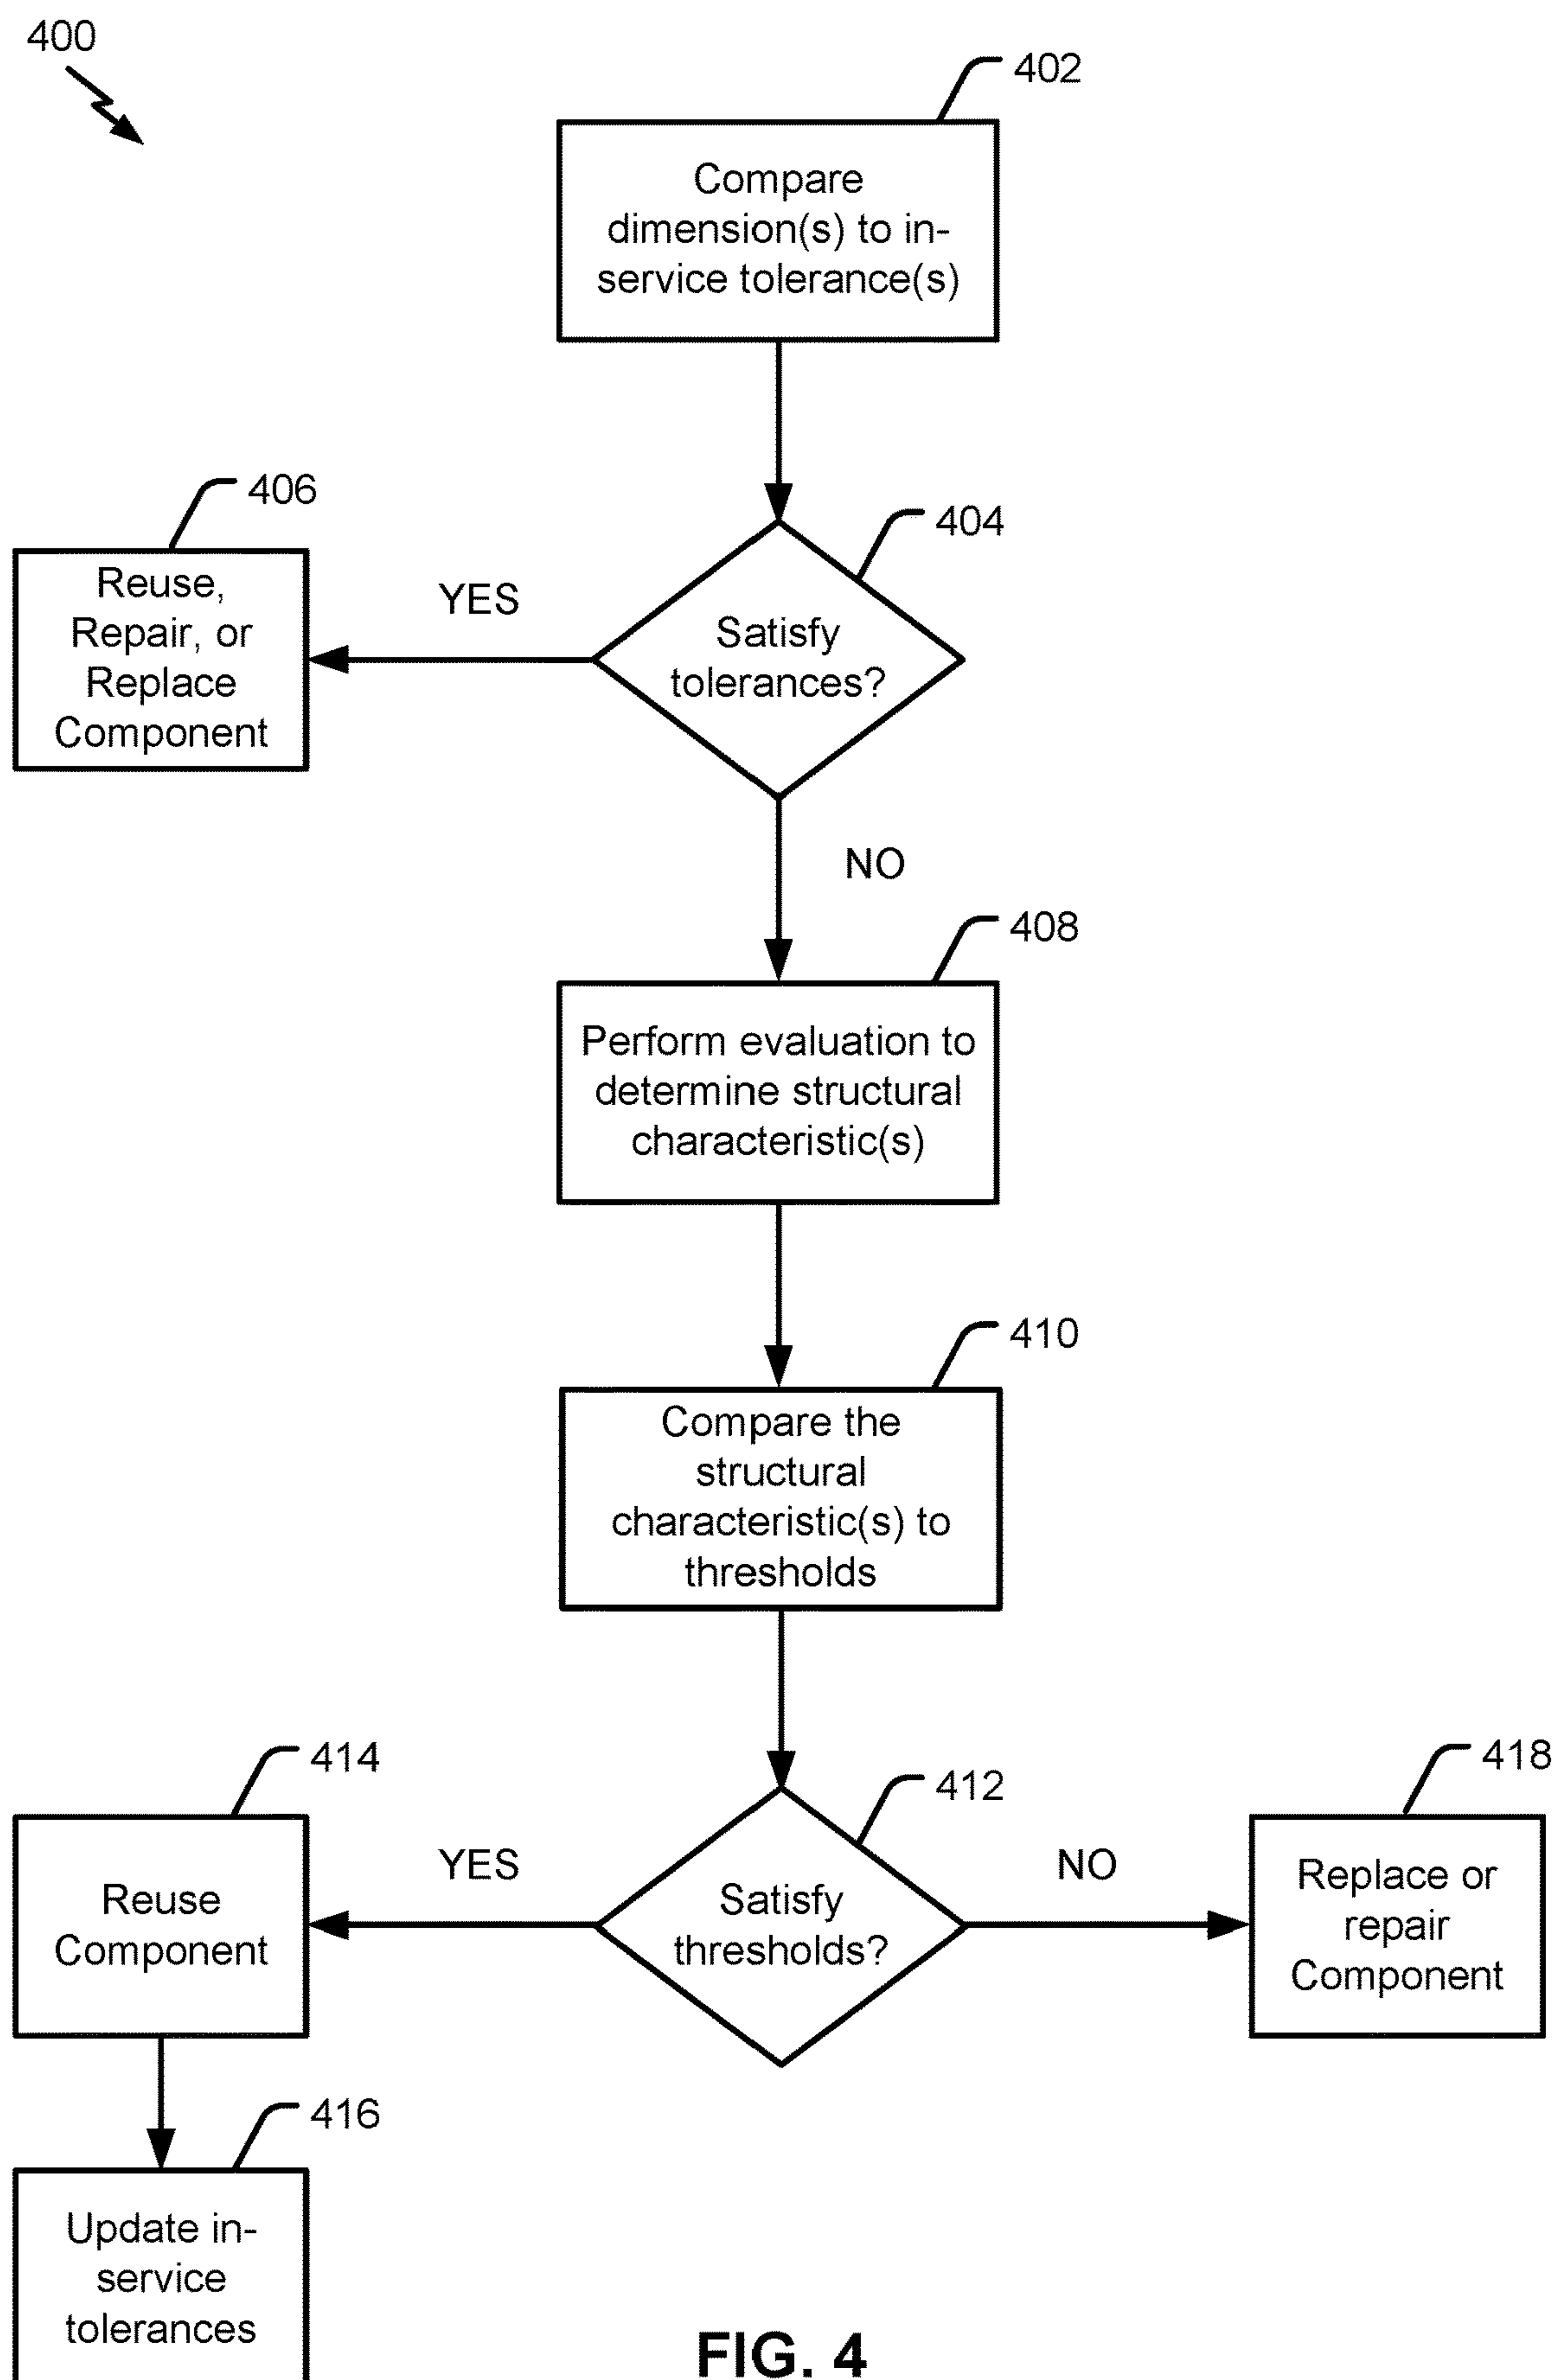 400
402
Compare
dimension(s) to in-
service tolerance(s)
406
404
Reuse,
Repair, or
Replace
Component
YES
Satisfy
tolerances?
NO
408
Perform evaluation to
determine structural
characteristic(s)
410
Compare the
structural
characteristic(s) to
thresholds
414
412
418
Reuse
Component
YES
Satisfy
thresholds?
NO
Replace or
repair
Component
416
Update in-
service
tolerances
FIG. 4